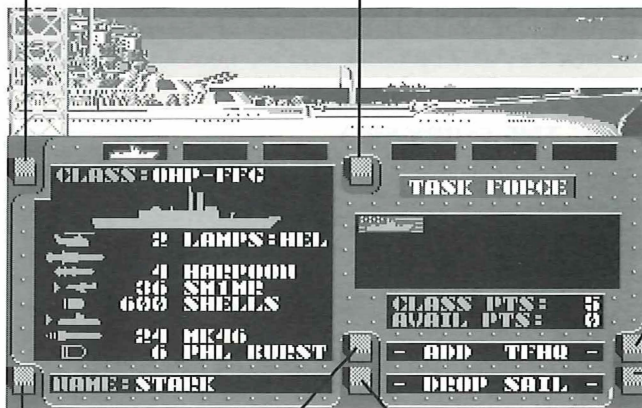 CLASS:OHP-FFG
2 LAMPS:HEL
4 HARPOON
36 SM1MR
600 SHELLS
24 MK46
6 PHL BURST
NAME:STARK
TASK FORCE
CLASS PTS: 5
AVAIL PTS: 0
- ADD TFHQ -
- DROP SAIL -